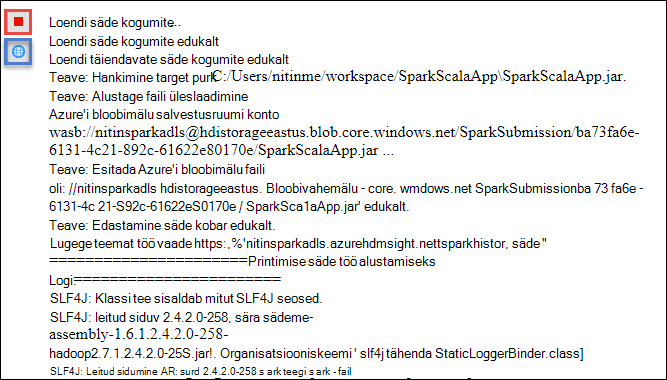 Loendi säde kogumite..
Loendi säde kogumite edukalt
Loendi täiendavate säde kogumite edukalt
Teave: Hankimine target purk C:/Users/nitinme/workspace/SparkScalaApp\SparkScalaApp.jar.
Teave: Alustage faili üleslaadimine
Azure'i bloobimälu salvestusruumi konto
wasb://nitinsparkadls@hdistorageeastus.blob.core.windows.net/SparkSubmission/ba73fa6e-
6131-4c21-892c-61622e80170e/SparkScalaApp.jar ...
Teave: Esitada Azure'i bloobimälu faili
oli: //nitinsparkadls hdistorageeastus. Bloobivahemälu - core. wmdows.net SparkSubmissionba 73 fa6e -
6131-4c 21-S92c-61622eS0170e / SparkSca1aApp.jar' edukalt.
Teave: Edastamine säde kobar edukalt.
Lugege teemat töö vaade https:,%'nitinsparkadls.azurehdmsight.nettsparkhistor, säde "
======================Printimise säde töö alustamiseks
Logi:=======================
SLF4J: Klassi tee sisaldab mitut SLF4J seosed.
SLF4J: leitud siduv 2.4.2.0-258, sära sädeme-
assembly-1.6.1.2.4.2.0-258-
hadoop2.7.1.2.4.2.0-25S.jar!. Organisatsiooniskeemi ' slf4j tähenda StaticLoggerBinder.class]
SLF4J: Leitud sidumine AR: surd 2.4.2.0-258 s ark teegi s ark - fail